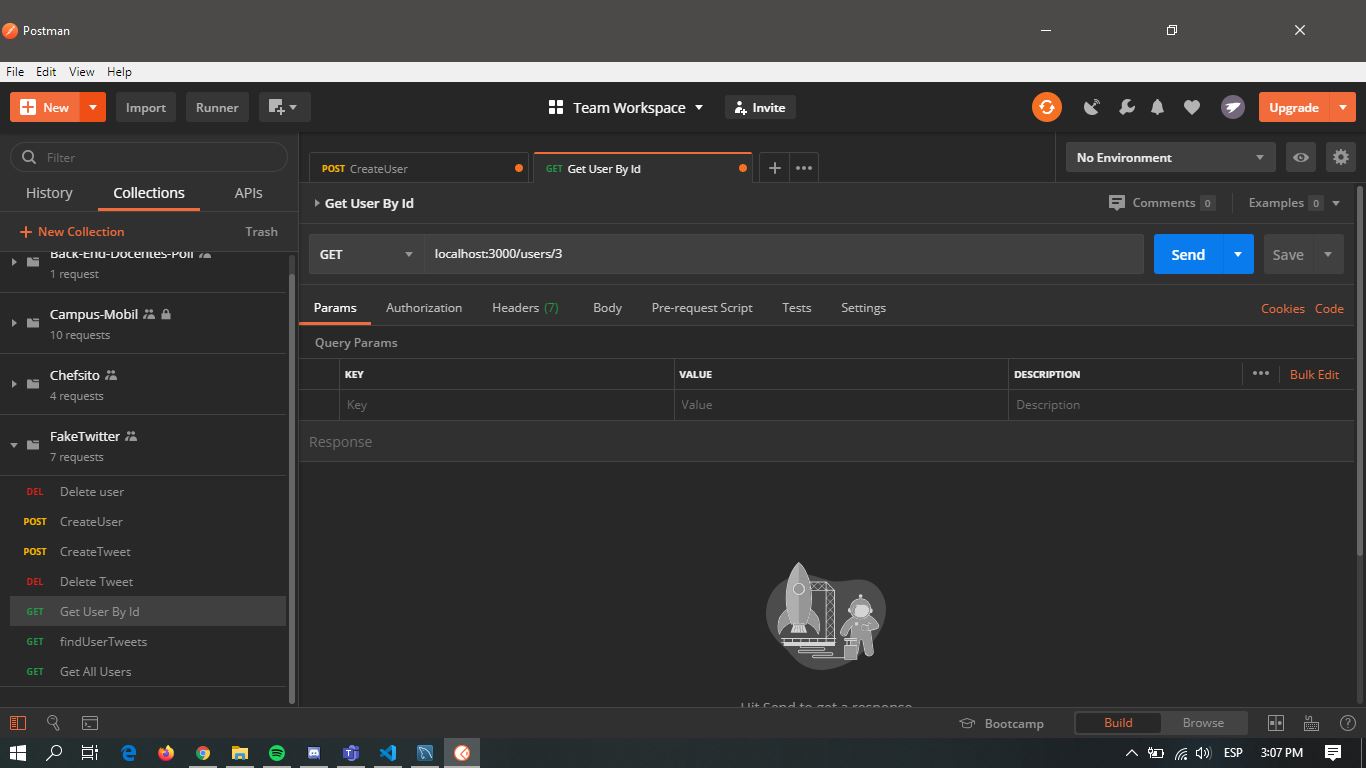 Postman
File Edit View Help
New Import Runner Team Workspace Invite Upgrade
Filter
History Collections APIs
New Collection Trash
Back-End-Docentes-Poli
1 request
Campus-Mobil
10 requests
Chefsito
4 requests
FakeTwitter
7 requests
DEL Delete user
POST CreateUser
POST CreateTweet
DEL Delete Tweet
GET Get User By Id
GET findUserTweets
GET Get All Users
POST CreateUser GET Get User By Id No Environment
Get User By Id Comments 0 Examples 0
GET localhost:3000/users/3 Send Save
Params Authorization Headers (7) Body Pre-request Script Tests Settings Cookies Code
Query Params
KEY VALUE DESCRIPTION Bulk Edit
Key Value Description
Response
Hit Send to get a response
Bootcamp Build Browse
ESP 3:07 PM